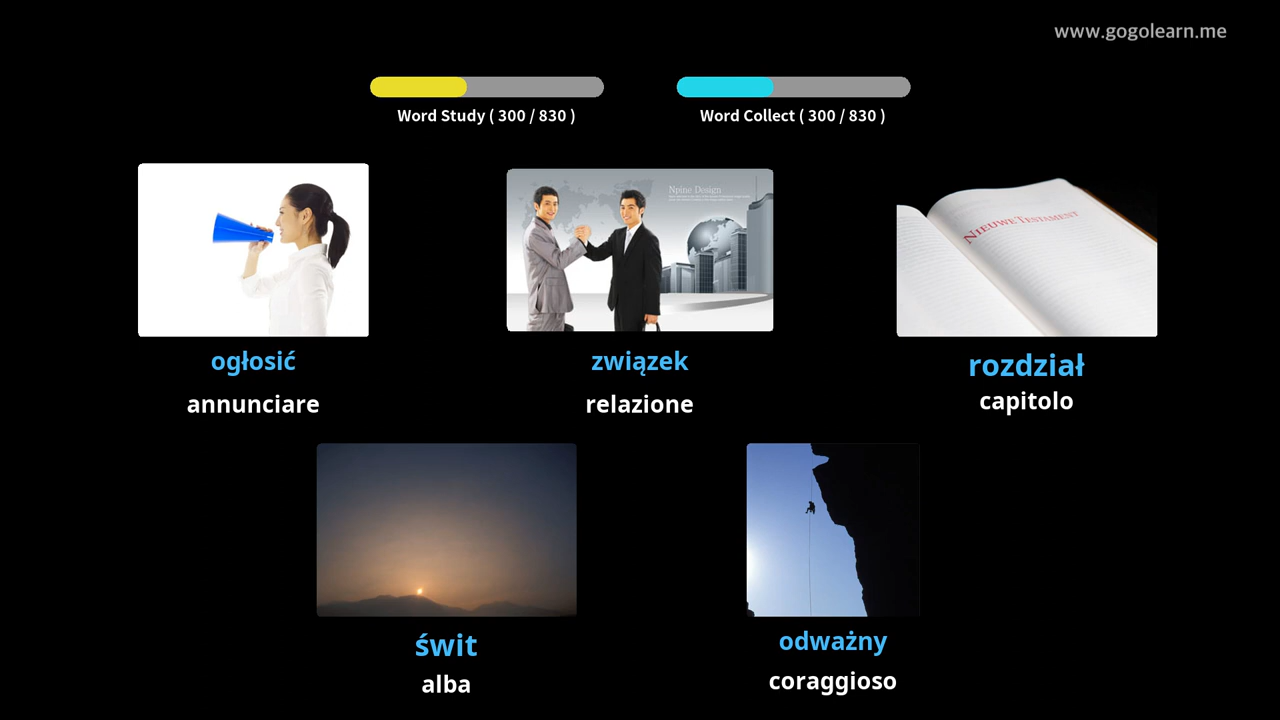 www.gogolearn.me
Word Study ( 300 / 830 )
Word Collect ( 300 / 830 )
Npine Design
NIEUWE TESTAMENT
ogłosić
annunciare
związek
relazione
rozdział
capitolo
świt
alba
odważny
coraggioso